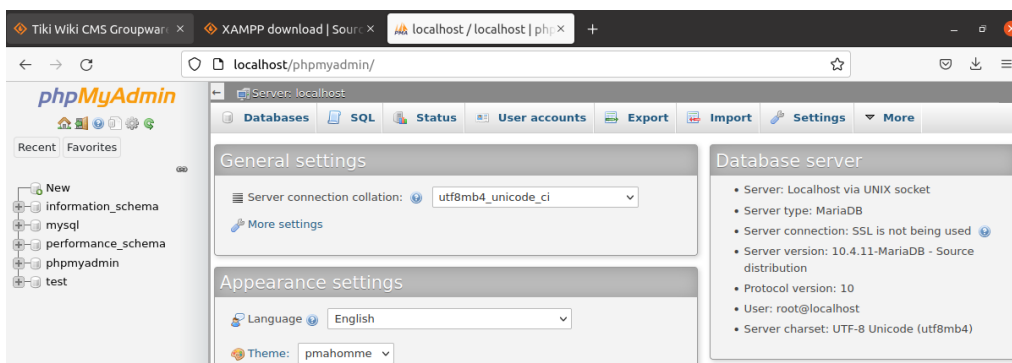 Tiki Wiki CMS Groupware
XAMPP download | Sourc
localhost / localhost | php
localhost/phpmyadmin/
phpMyAdmin
Recent Favorites
New
information_schema
mysql
performance_schema
phpmyadmin
test
Server: localhost
Databases SQL Status User accounts Export Import Settings More
General settings
Server connection collation: utf8mb4_unicode_ci
More settings
Appearance settings
Language English
Theme: pmahomme
Database server
• Server: Localhost via UNIX socket
• Server type: MariaDB
• Server connection: SSL is not being used
• Server version: 10.4.11-MariaDB - Source
distribution
• Protocol version: 10
• User: root@localhost
• Server charset: UTF-8 Unicode (utf8mb4)